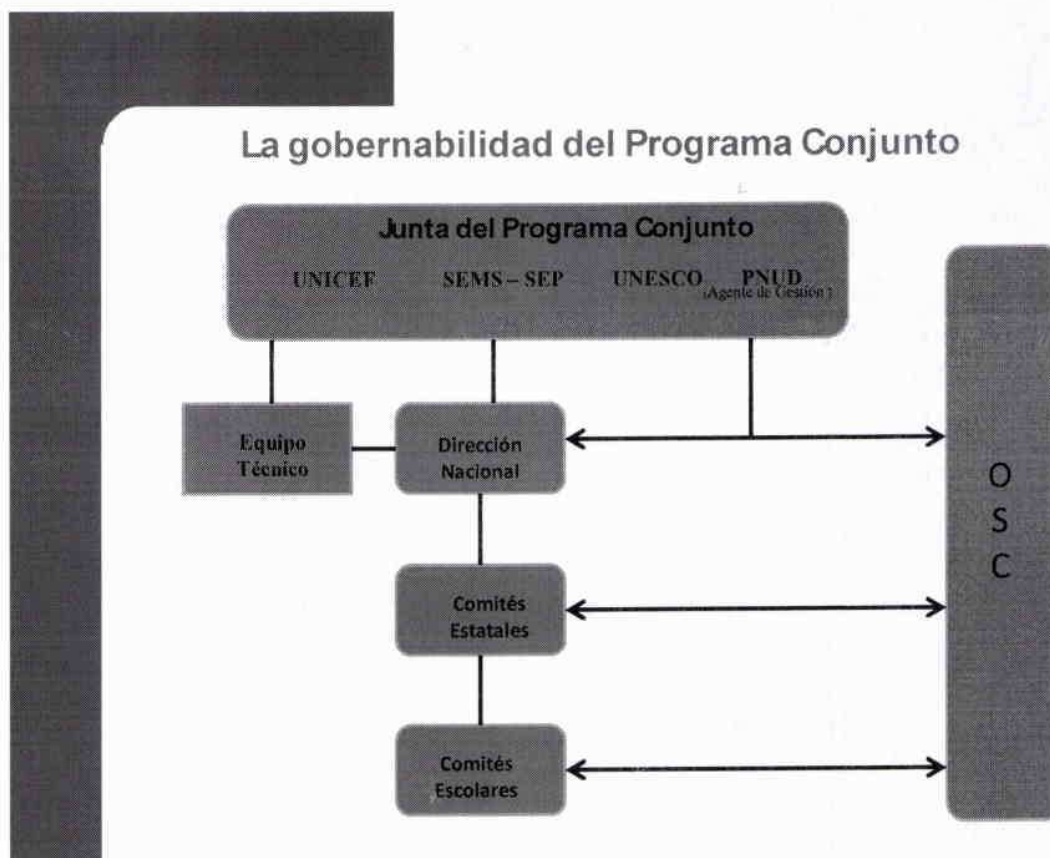 La gobernabilidad del Programa Conjunto
Junta del Programa Conjunto
UNICEF SEMS – SEP UNESCO PNUD
(Agente de Gestión )
Equipo
Técnico
Dirección
Nacional
O
S
C
Comités
Estatales
Comités
Escolares